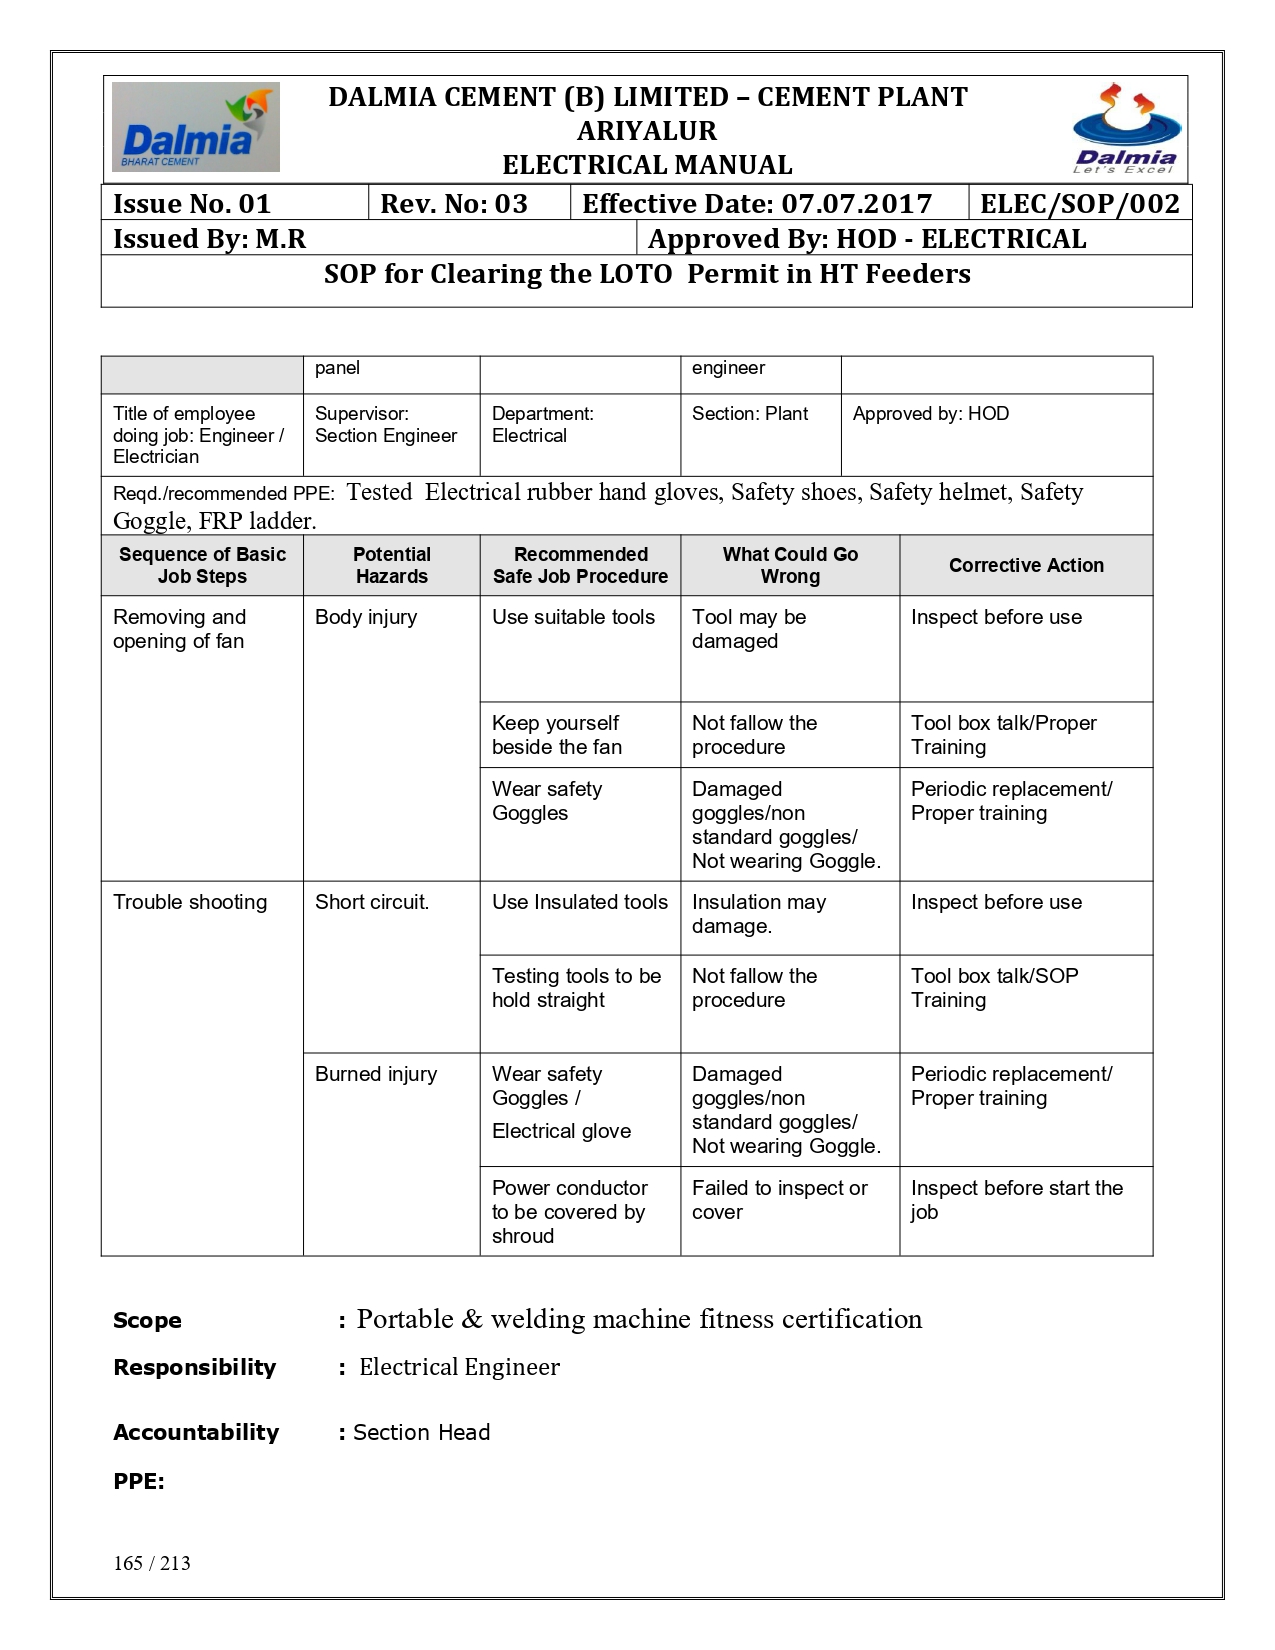 Dalmia
BHARAT CEMENT
DALMIA CEMENT (B) LIMITED – CEMENT PLANT
ARIYALUR
ELECTRICAL MANUAL
Dalmia
Let's Excel
Issue No. 01 Rev. No: 03 Effective Date: 07.07.2017 ELEC/SOP/002
Issued By: M.R Approved By: HOD - ELECTRICAL
SOP for Clearing the LOTO  Permit in HT Feeders
panel engineer
Title of employee
doing job: Engineer /
Electrician
Supervisor:
Section Engineer
Department:
Electrical
Section: Plant
Approved by: HOD
Reqd./recommended PPE:  Tested  Electrical rubber hand gloves, Safety shoes, Safety helmet, Safety
Goggle, FRP ladder.
Sequence of Basic
Job Steps
Potential
Hazards
Recommended
Safe Job Procedure
What Could Go
Wrong
Corrective Action
Removing and
opening of fan
Body injury
Use suitable tools
Tool may be
damaged
Inspect before use
Keep yourself
beside the fan
Not fallow the
procedure
Tool box talk/Proper
Training
Wear safety
Goggles
Damaged
goggles/non
standard goggles/
Not wearing Goggle.
Periodic replacement/
Proper training
Trouble shooting
Short circuit.
Use Insulated tools
Insulation may
damage.
Inspect before use
Testing tools to be
hold straight
Not fallow the
procedure
Tool box talk/SOP
Training
Burned injury
Wear safety
Goggles /
Electrical glove
Damaged
goggles/non
standard goggles/
Not wearing Goggle.
Periodic replacement/
Proper training
Power conductor
to be covered by
shroud
Failed to inspect or
cover
Inspect before start the
job
Scope : Portable & welding machine fitness certification
Responsibility : Electrical Engineer
Accountability : Section Head
PPE:
165 / 213